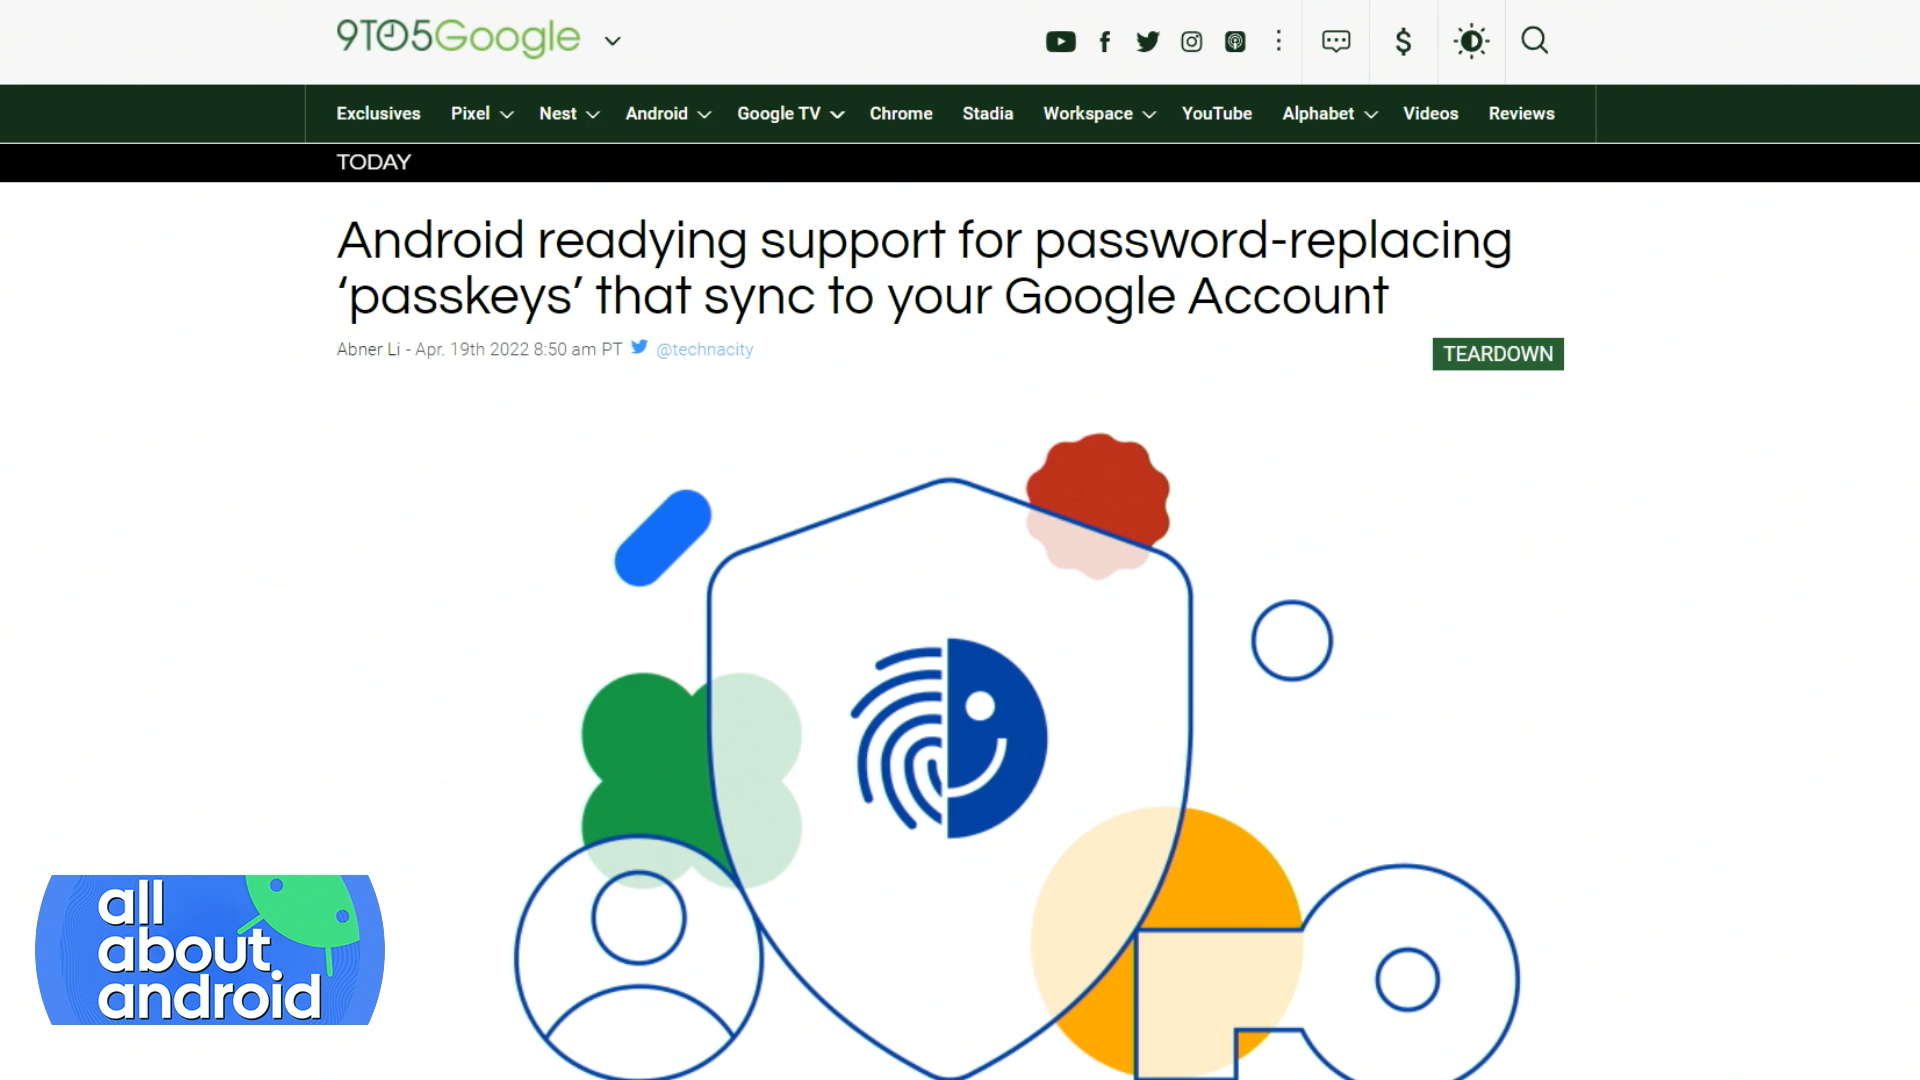 9TO5Google
Exclusives Pixel Nest Android Google TV Chrome Stadia Workspace YouTube Alphabet Videos Reviews
TODAY
Android readying support for password-replacing
‘passkeys’ that sync to your Google Account
Abner Li - Apr. 19th 2022 8:50 am PT @technacity
TEARDOWN
all
about
android